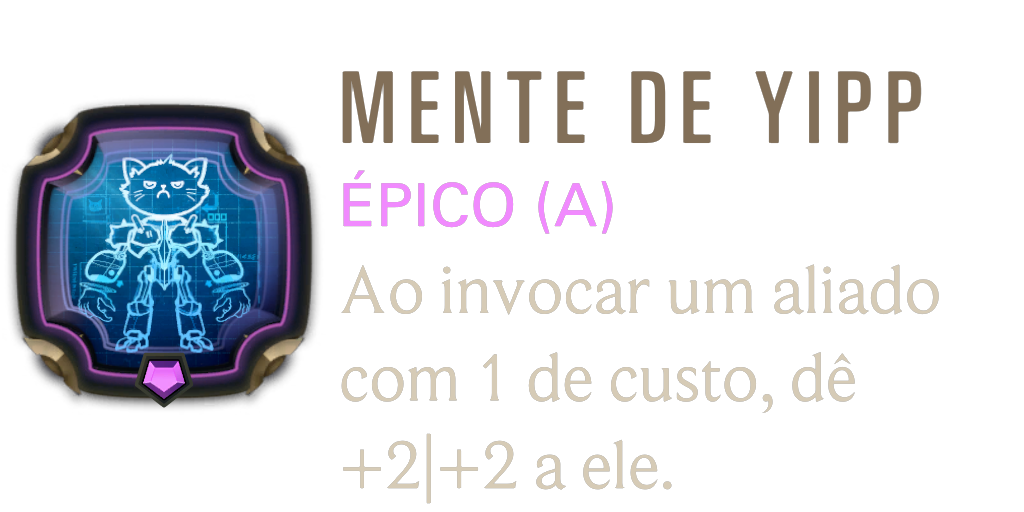 MENTE DE YIPP
ÉPICO (A)
Ao invocar um aliado
com 1 de custo, dê
+2|+2 a ele.